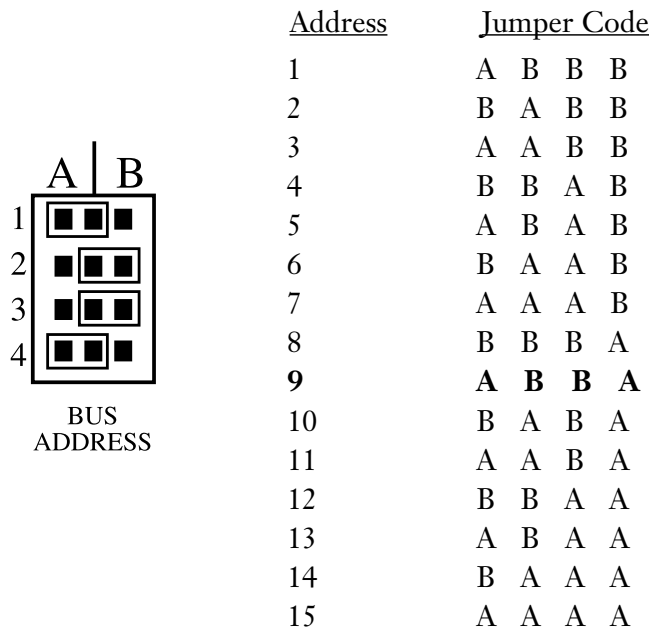 Address Jumper Code
1 A B B B
2 B A B B
3 A A B B
4 B B A B
5 A B A B
6 B A A B
7 A A A B
8 B B B A
9 A B B A
10 B A B A
11 A A B A
12 B B A A
13 A B A A
14 B A A A
15 A A A A
A B
1
2
3
4
BUS
ADDRESS